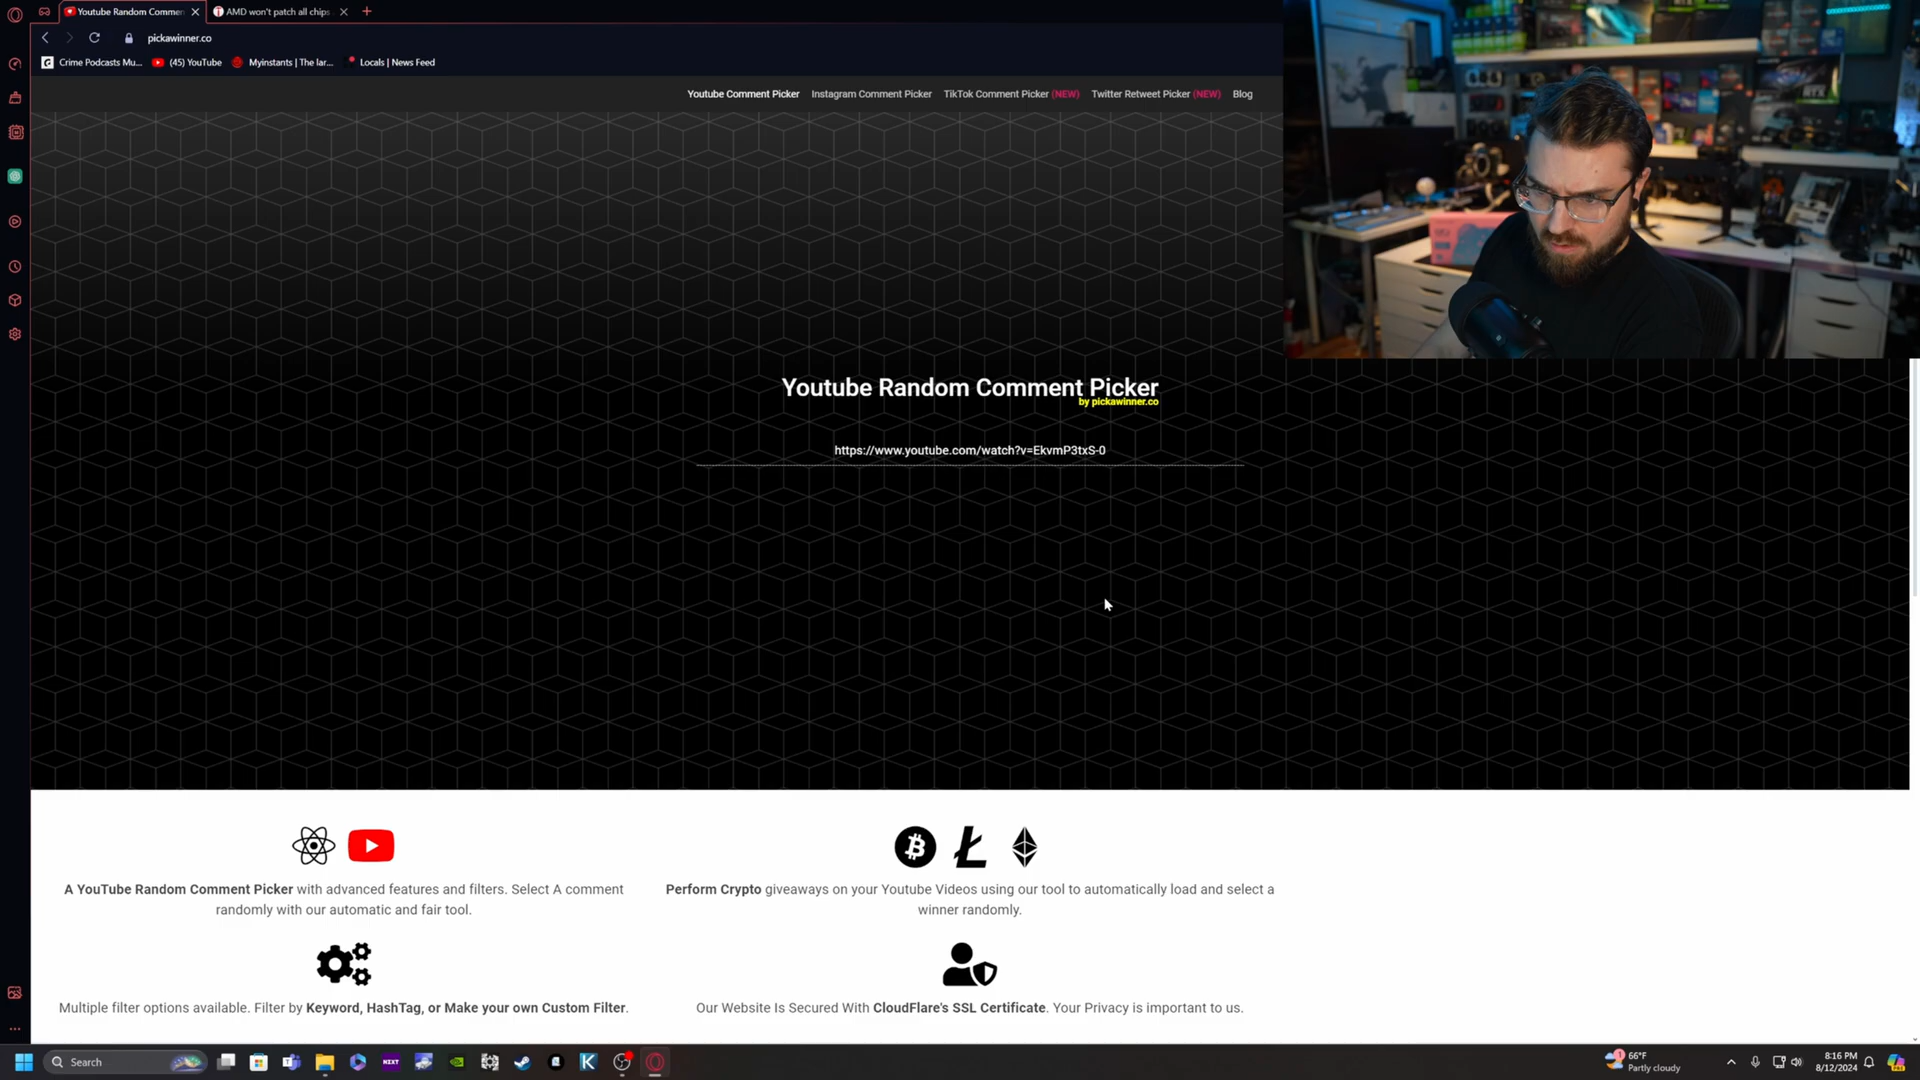 Youtube Random Commen
AMD won't patch all chips
pickawinner.co
Crime Podcasts Mu...
(45) YouTube
Myinstants | The lar...
Locals | News Feed
Youtube Comment Picker
Instagram Comment Picker
TikTok Comment Picker (NEW)
Twitter Retweet Picker (NEW)
Blog
Youtube Random Comment Picker
by pickawinner.co
https://www.youtube.com/watch?v=EkvmP3txS-0
A YouTube Random Comment Picker with advanced features and filters. Select A comment
randomly with our automatic and fair tool.
Perform Crypto giveaways on your Youtube Videos using our tool to automatically load and select a
winner randomly.
Multiple filter options available. Filter by Keyword, HashTag, or Make your own Custom Filter.
Our Website Is Secured With CloudFlare's SSL Certificate. Your Privacy is important to us.
Search
NZXT
66°F
Partly cloudy
8:16 PM
8/12/2024